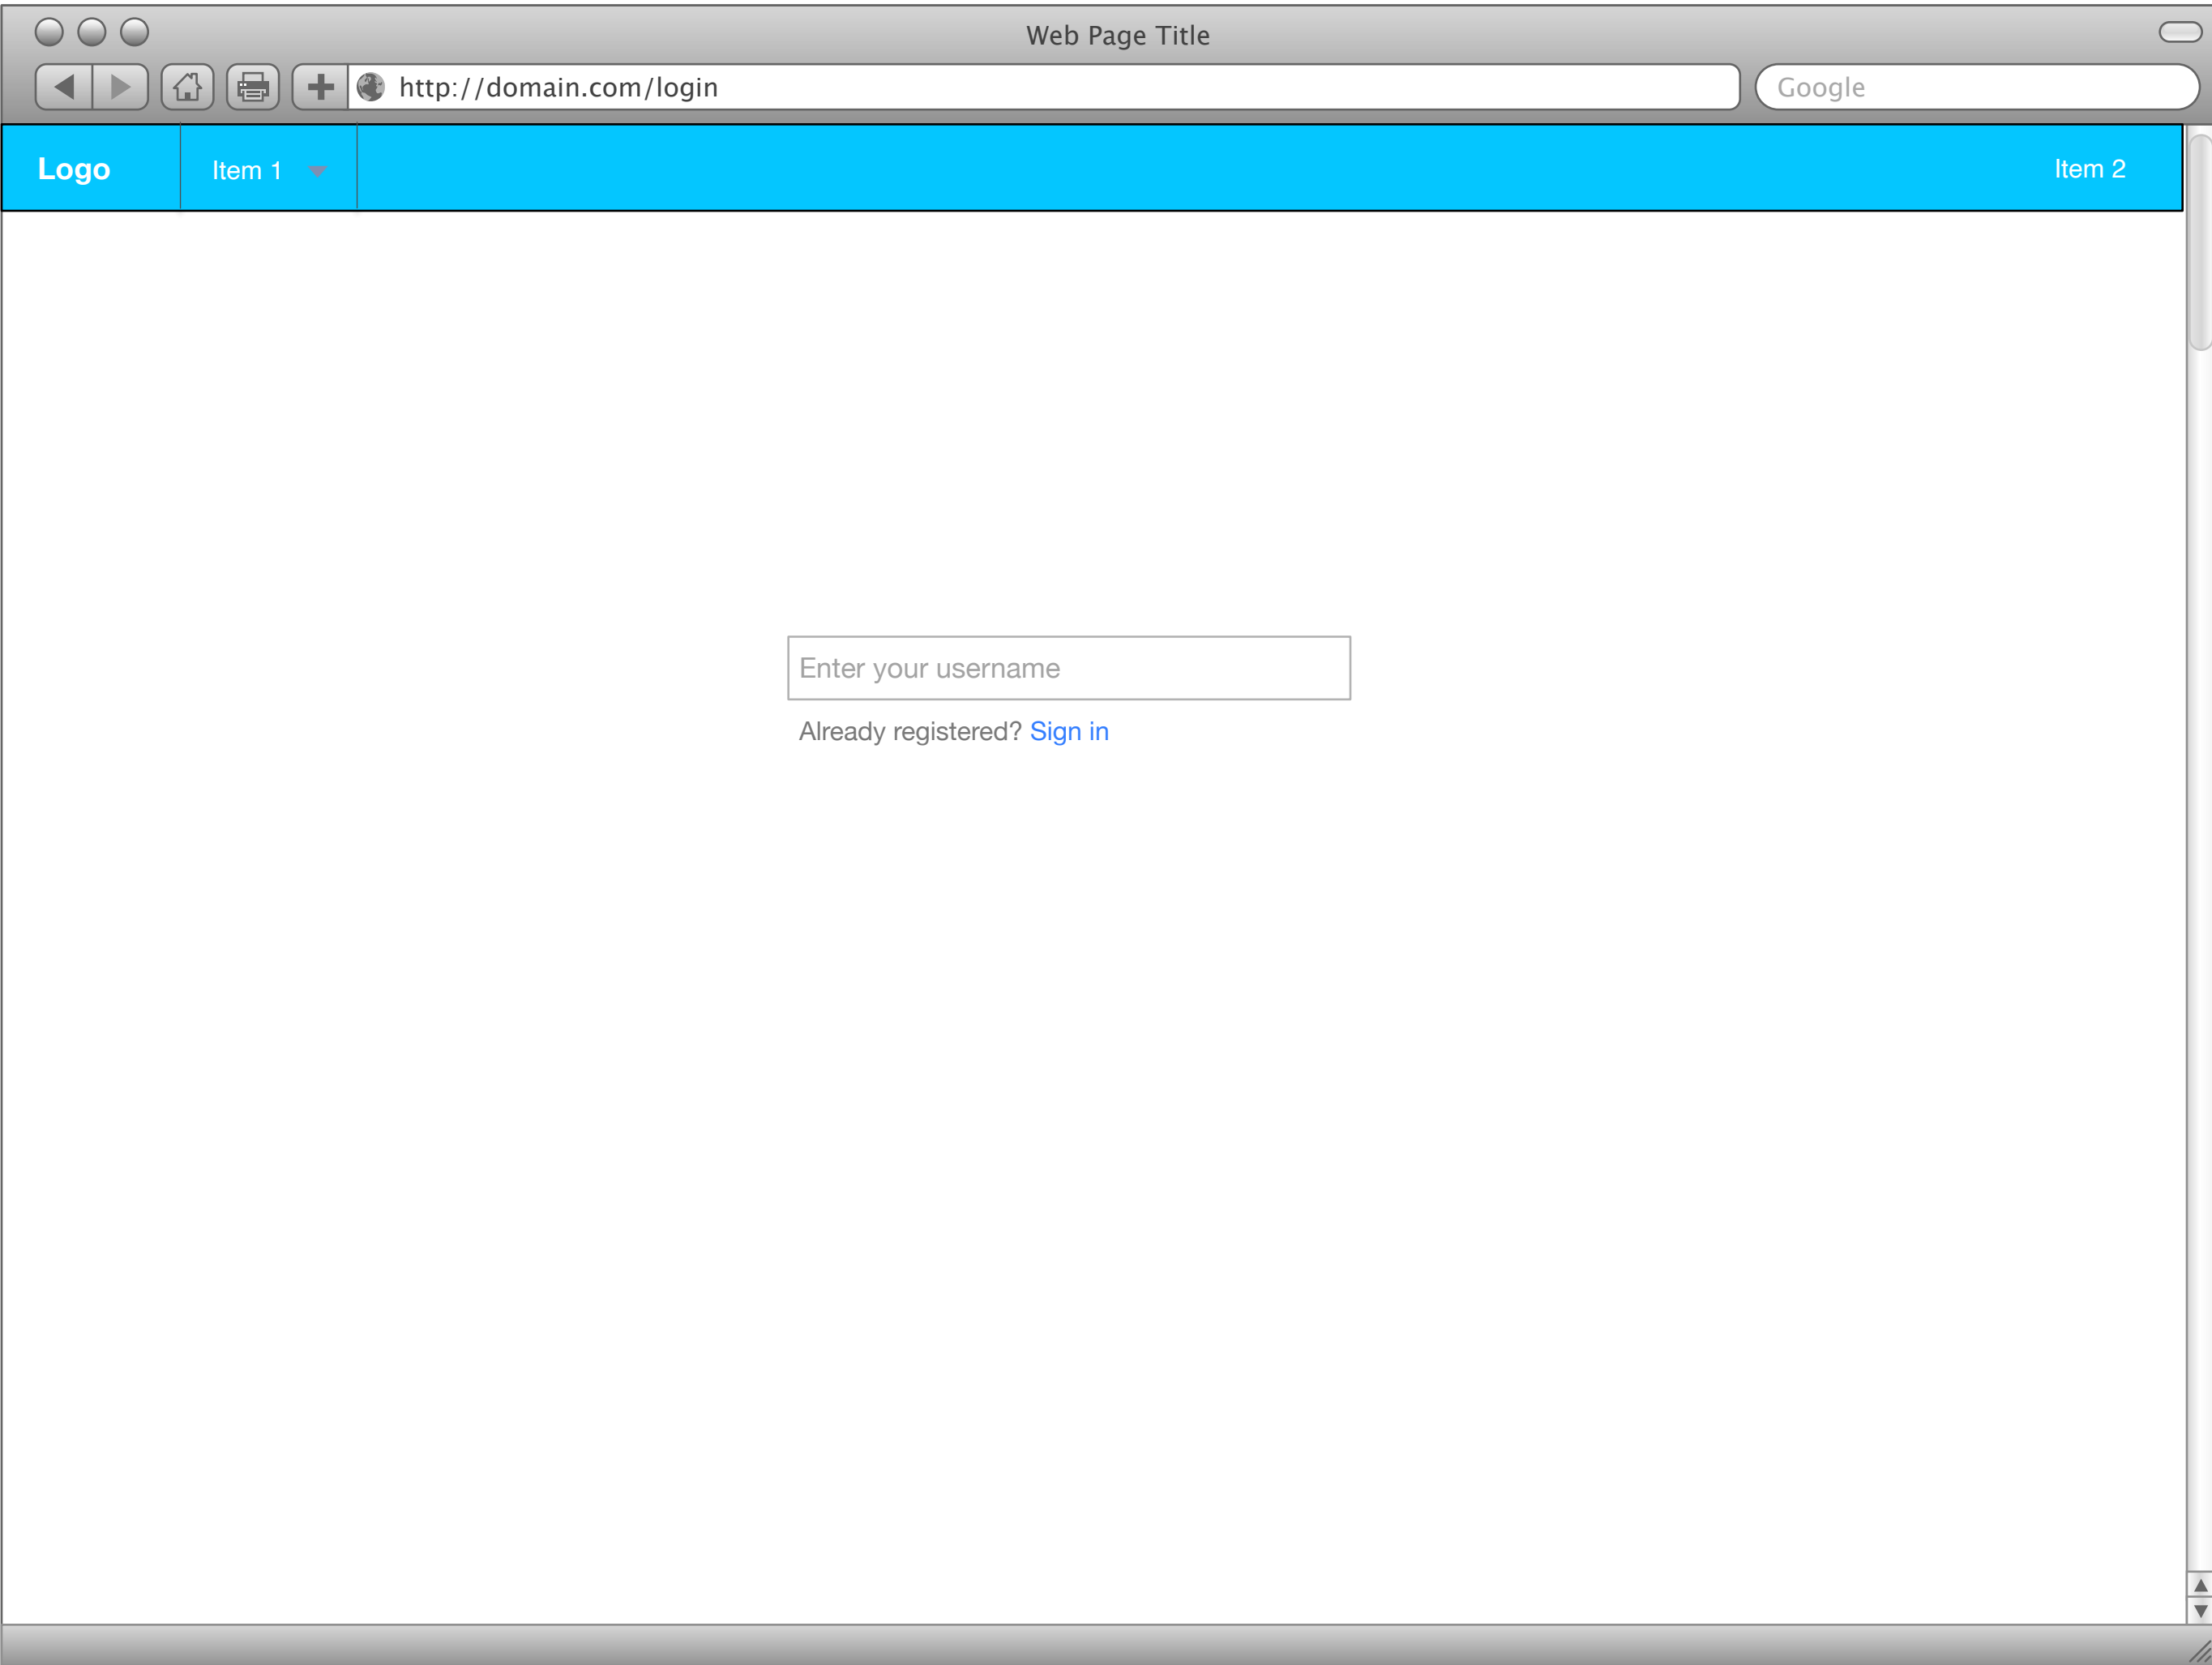 Web Page Title
http://domain.com/login
Google
Logo
Item 1
Item 2
Enter your username
Already registered? Sign in